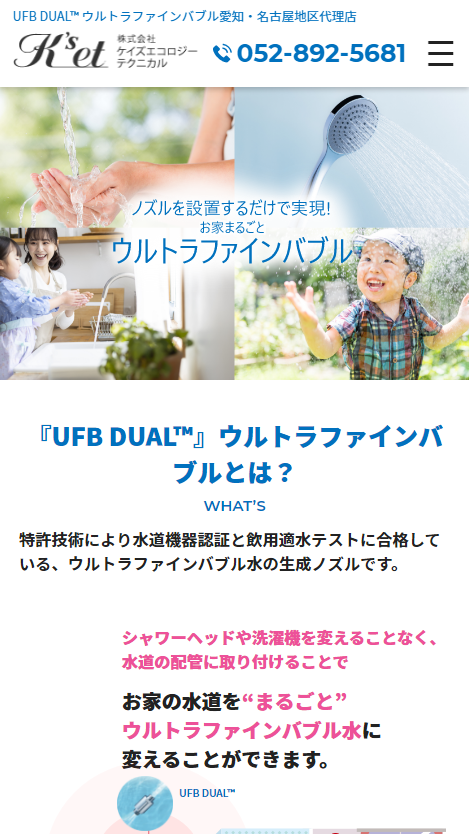 UFB DUAL™ ウルトラファインバブル愛知・名古屋地区代理店
K'set
株式会社
ケイズエコロジー
テクニカル
052-892-5681
ノズルを設置するだけで実現!
お家まるごと
ウルトラファインバブル
『UFB DUAL™』ウルトラファインバ
ブルとは？
WHAT'S
特許技術により水道機器認証と飲用適水テストに合格して
いる、ウルトラファインバブル水の生成ノズルです。
シャワーヘッドや洗濯機を変えることなく、
水道の配管に取り付けることで
お家の水道を“まるごと”
ウルトラファインバブル水に
変えることができます。
UFB DUAL™